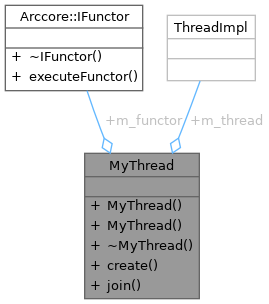 Arccore::IFunctor
+ ~IFunctor()
+ executeFunctor()
ThreadImpl
+m_functor
+m_thread
MyThread
+ MyThread()
+ MyThread()
+ ~MyThread()
+ create()
+ join()